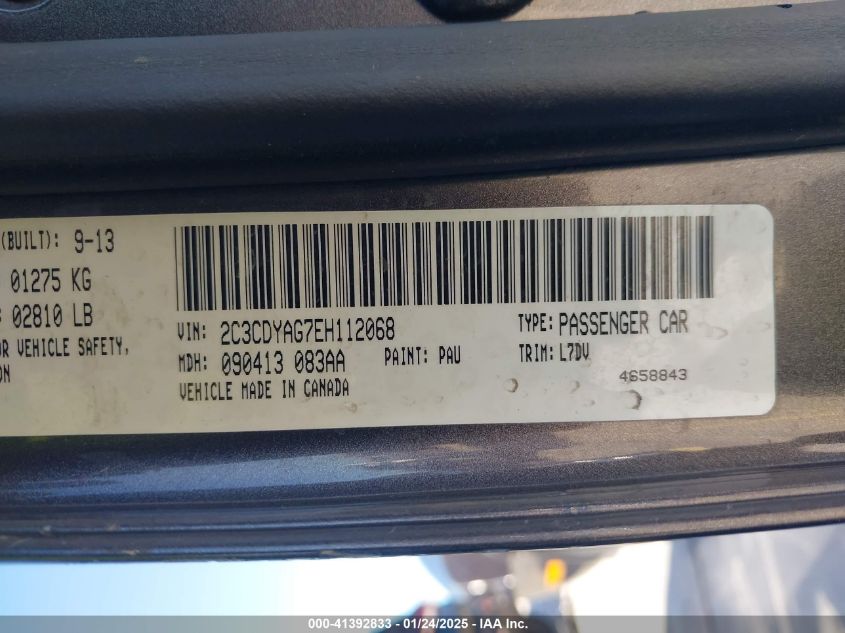 (BUILT): 9-13
01275 KG
02810 LB
OR VEHICLE SAFETY,
ON
VIN: 2C3CDYAG7EH112068
TYPE: PASSENGER CAR
MDH: 090413 083AA
PAINT: PAU
TRIM: L7DV
VEHICLE MADE IN CANADA
4658843
000-41392833 - 01/24/2025 - IAA Inc.